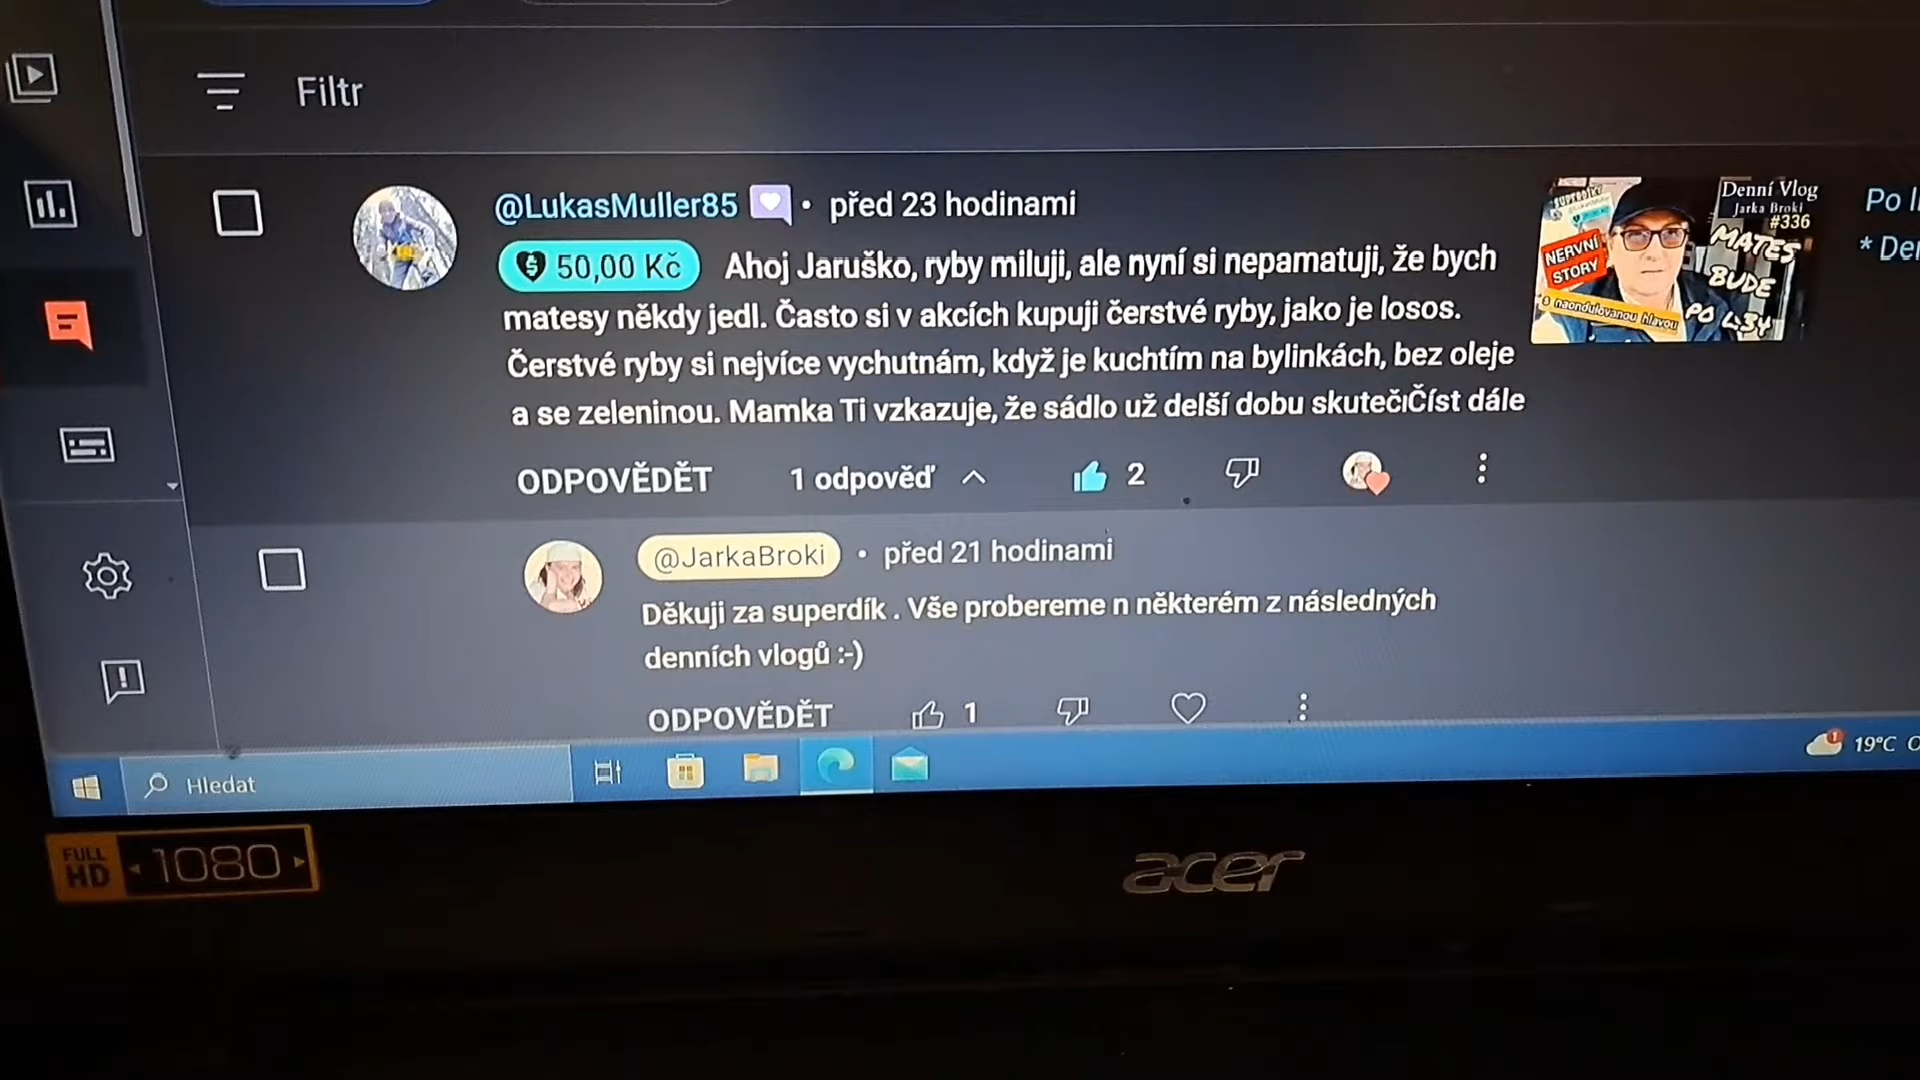 Filtr
@LukasMuller85 • před 23 hodinami
50,00 Kč Ahoj Jaruško, ryby miluji, ale nyní si nepamatuji, že bych
matesy někdy jedl. Často si v akcích kupuji čerstvé ryby, jako je losos.
Čerstvé ryby si nejvíce vychutnám, když je kuchtím na bylinkách, bez oleje
a se zeleninou. Mamka Ti vzkazuje, že sádlo už delší dobu skutečČíst dále
ODPOVĚDĚT 1 odpověď 2
Denní Vlog
Jarka Broki
#336
NERVNÍ
STORY
s naondulovanou hlavou
MATES
BUDE
PO
@JarkaBroki • před 21 hodinami
Děkuji za superdík . Vše probereme n některém z následných
denních vlogů :-)
ODPOVĚDĚT 1
Hledat
19°C
FULL
HD 1080
acer